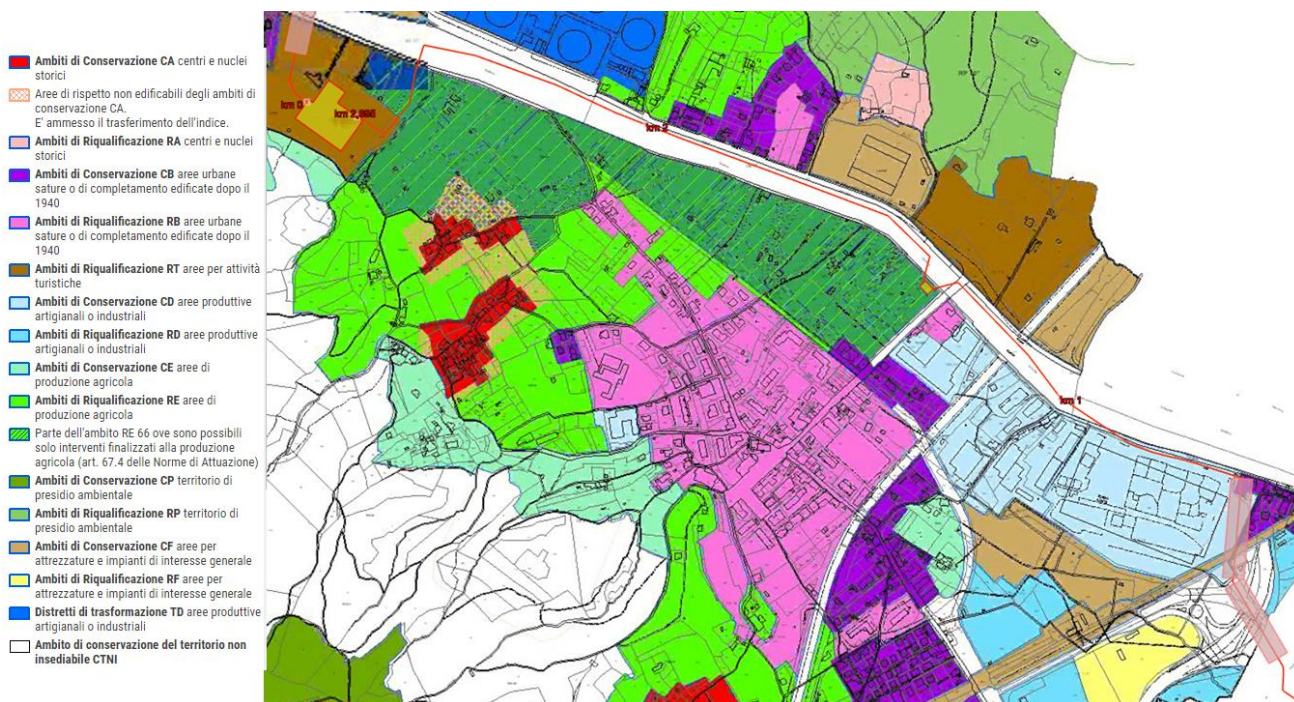 Ambiti di Conservazione CA centri e nuclei
storici
Aree di rispetto non edificabili degli ambiti di
conservazione CA.
E' ammesso il trasferimento dell'indice.
Ambiti di Riqualificazione RA centri e nuclei
storici
Ambiti di Conservazione CB aree urbane
sature o di completamento edificate dopo il
1940
Ambiti di Riqualificazione RB aree urbane
sature o di completamento edificate dopo il
1940
Ambiti di Riqualificazione RT aree per attività
turistiche
Ambiti di Conservazione CD aree produttive
artigianali o industriali
Ambiti di Riqualificazione RD aree produttive
artigianali o industriali
Ambiti di Conservazione CE aree di
produzione agricola
Ambiti di Riqualificazione RE aree di
produzione agricola
Parte dell'ambito RE 66 ove sono possibili
solo interventi finalizzati alla produzione
agricola (art. 67.4 delle Norme di Attuazione)
Ambiti di Conservazione CP territorio di
presidio ambientale
Ambiti di Riqualificazione RP territorio di
presidio ambientale
Ambiti di Conservazione CF aree per
attrezzature e impianti di interesse generale
Ambiti di Riqualificazione RF aree per
attrezzature e impianti di interesse generale
Distretti di trasformazione TD aree produttive
artigianali o industriali
Ambito di conservazione del territorio non
insediabile CTNI
km 2
km 1